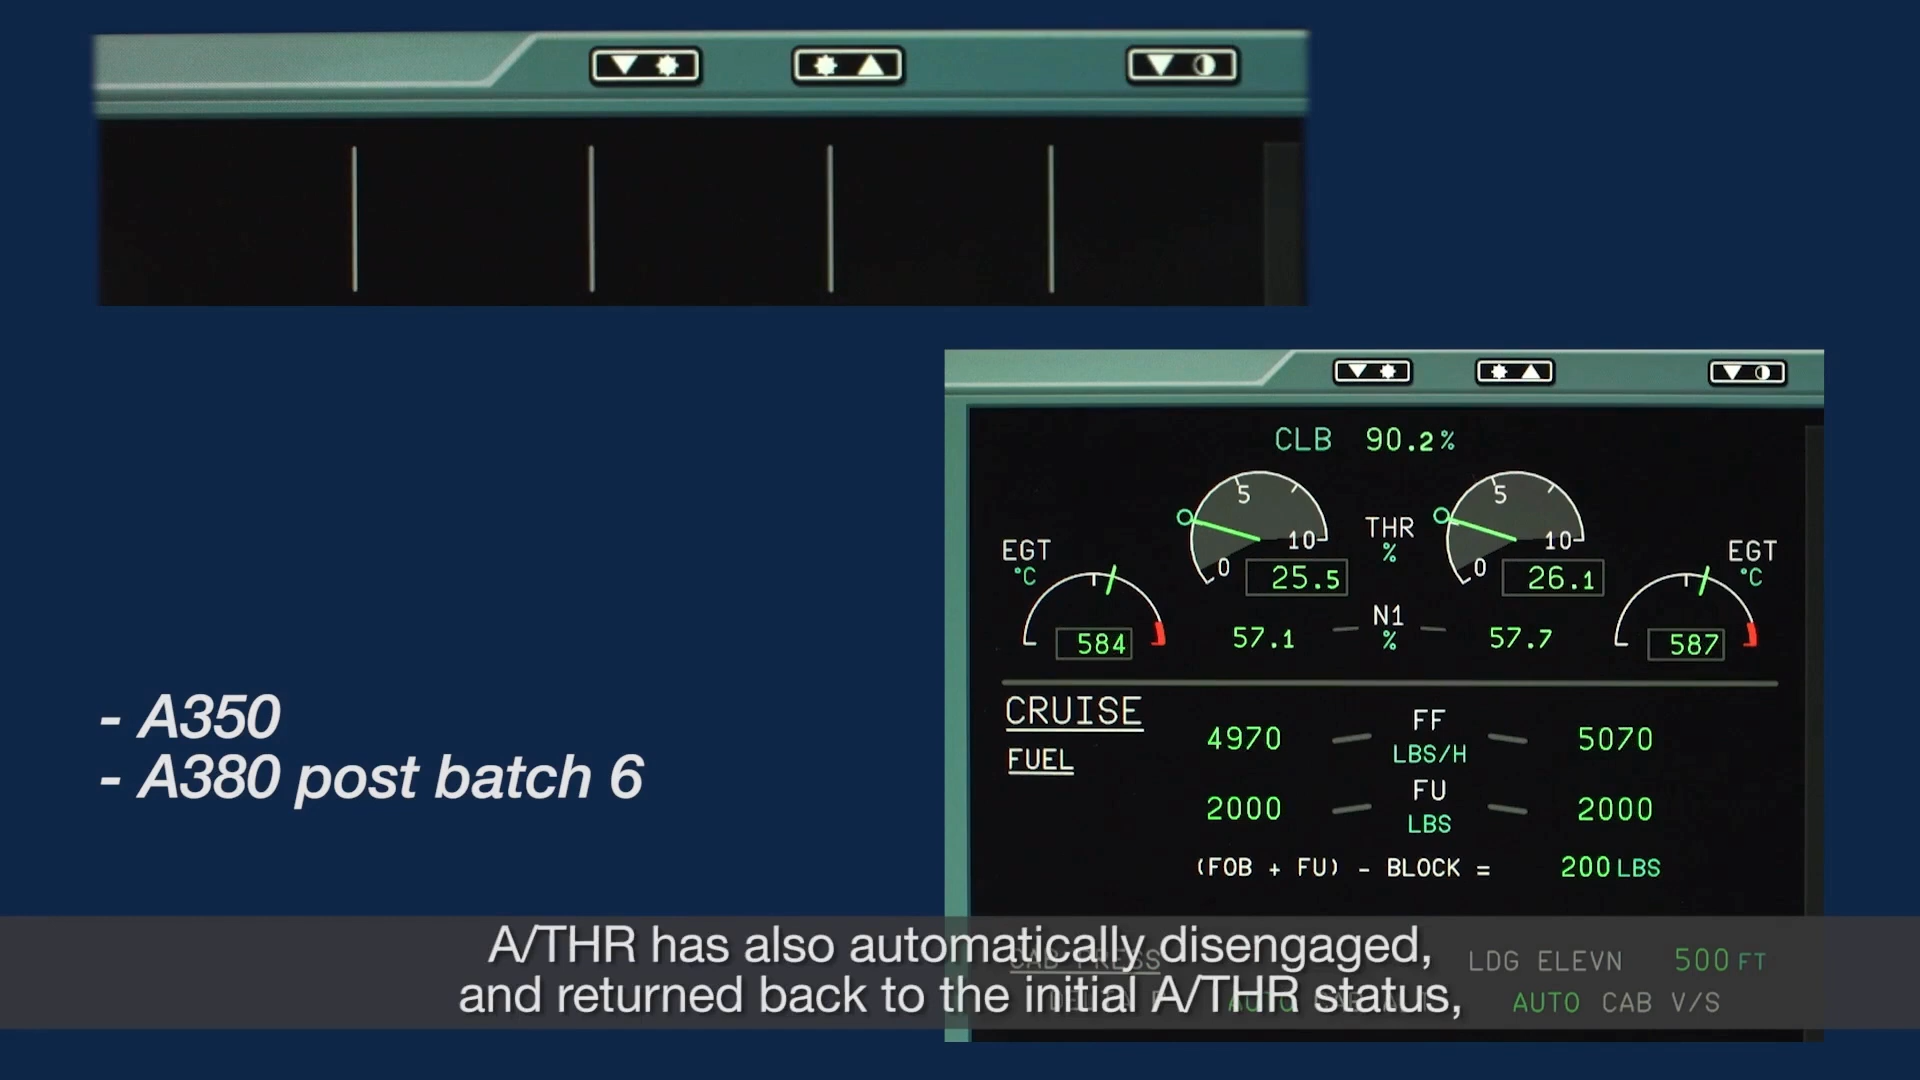 CLB 90.2%
5 5
THR
%
10 10
0 0
EGT
°C
EGT
°C
25.5 26.1
N1
%
584 57.1 57.7 587
CRUISE
FUEL
4970 FF 5070
LBS/H
2000 FU 2000
LBS
(FOB + FU) - BLOCK = 200 LBS
- A350
- A380 post batch 6
CAB PRESS LDG ELEVN 500 FT
AUTO AUTO CAB V/S
A/THR has also automatically disengaged,
and returned back to the initial A/THR status,